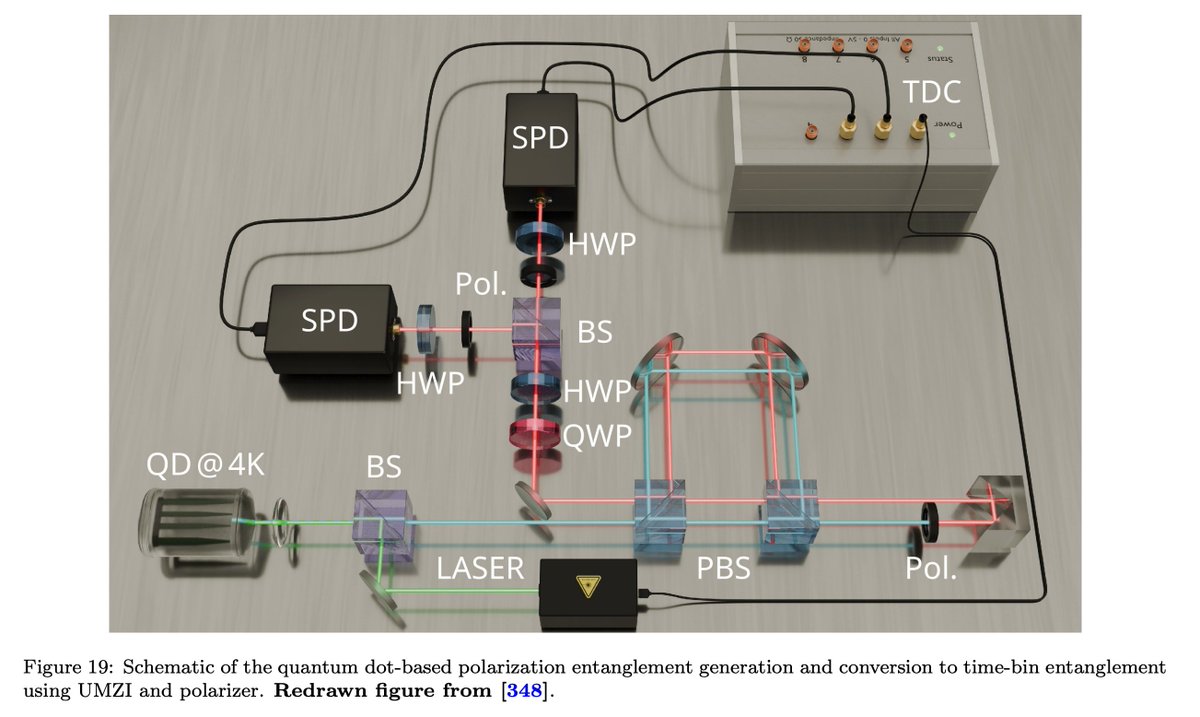 All Inputs 0 - 5V Impedance 50 Ω
8 7 6 5 Status
TDC
4
Power
SPD
HWP
Pol.
SPD
BS
HWP
HWP
QWP
QD @ 4K
BS
LASER
PBS
Pol.
Figure 19: Schematic of the quantum dot-based polarization entanglement generation and conversion to time-bin entanglement
using UMZI and polarizer. Redrawn figure from [348].